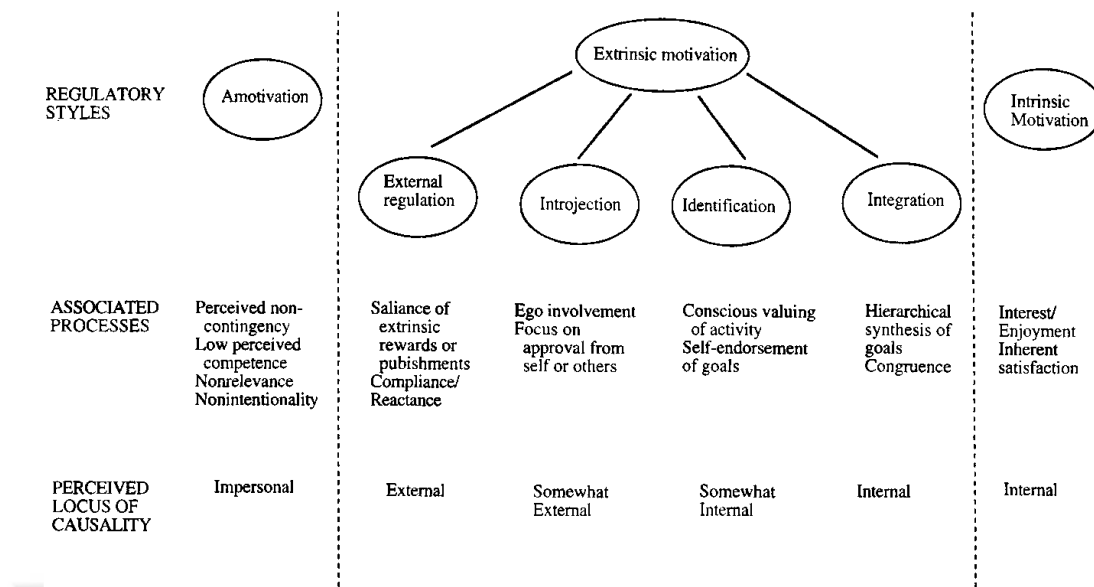 Extrinsic motivation
REGULATORY
STYLES
Amotivation
Intrinsic
Motivation
External
regulation
Introjection
Identification
Integration
ASSOCIATED
PROCESSES
Perceived non-
contingency
Low perceived
competence
Nonrelevance
Nonintentionality
Saliance of
extrinsic
rewards or
pubishments
Compliance/
Reactance
Ego involvement
Focus on
approval from
self or others
Conscious valuing
of activity
Self-endorsement
of goals
Hierarchical
synthesis of
goals
Congruence
Interest/
Enjoyment
Inherent
satisfaction
PERCEIVED
LOCUS OF
CAUSALITY
Impersonal
External
Somewhat
External
Somewhat
Internal
Internal
Internal